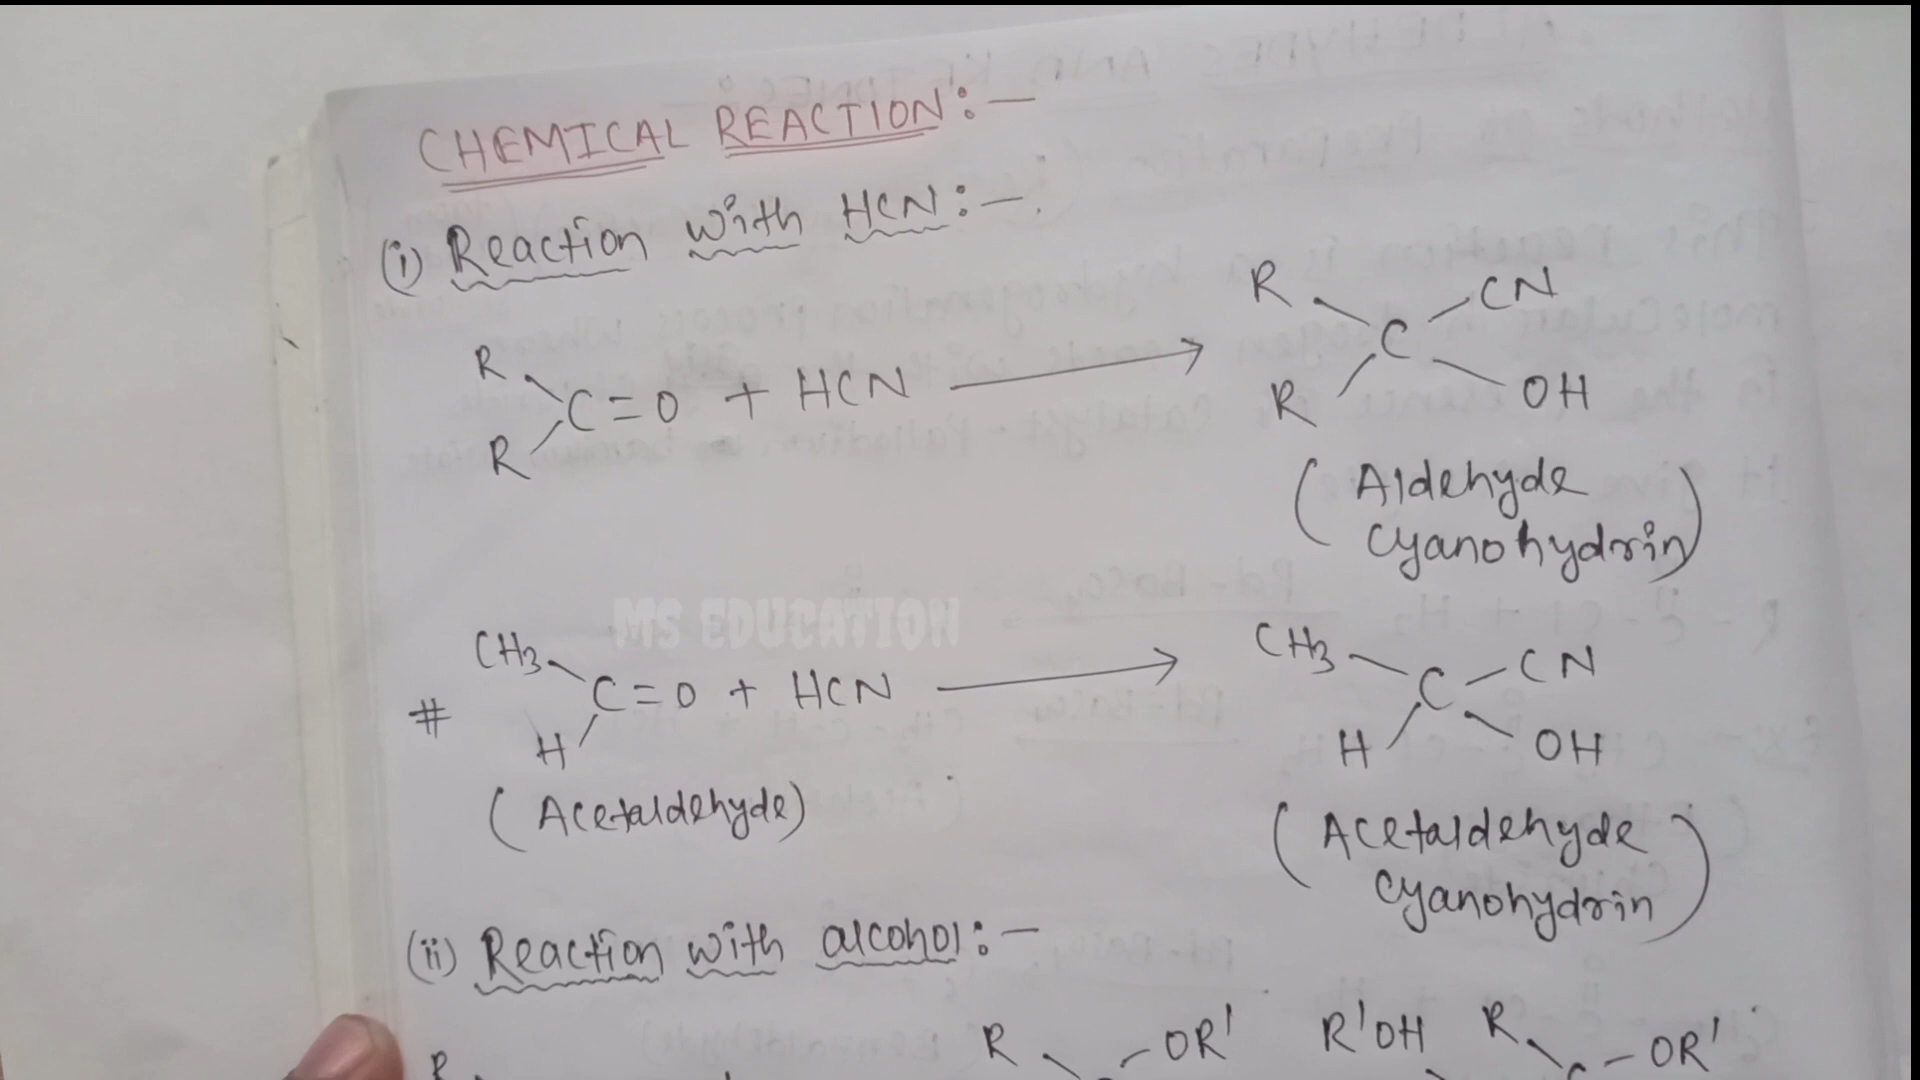 CHEMICAL REACTION:-
(i) Reaction with HCN:-
R
R
C=O + HCN ⟶
R CN
C
R OH
(Aldehyde
cyanohydrin)
MS EDUCATION
CH3
# C=O + HCN ⟶
H
(Acetaldehyde)
CH3 CN
C
H OH
(Acetaldehyde
cyanohydrin)
(ii) Reaction with alcohol:-
R OR' R'OH R OR'
R C